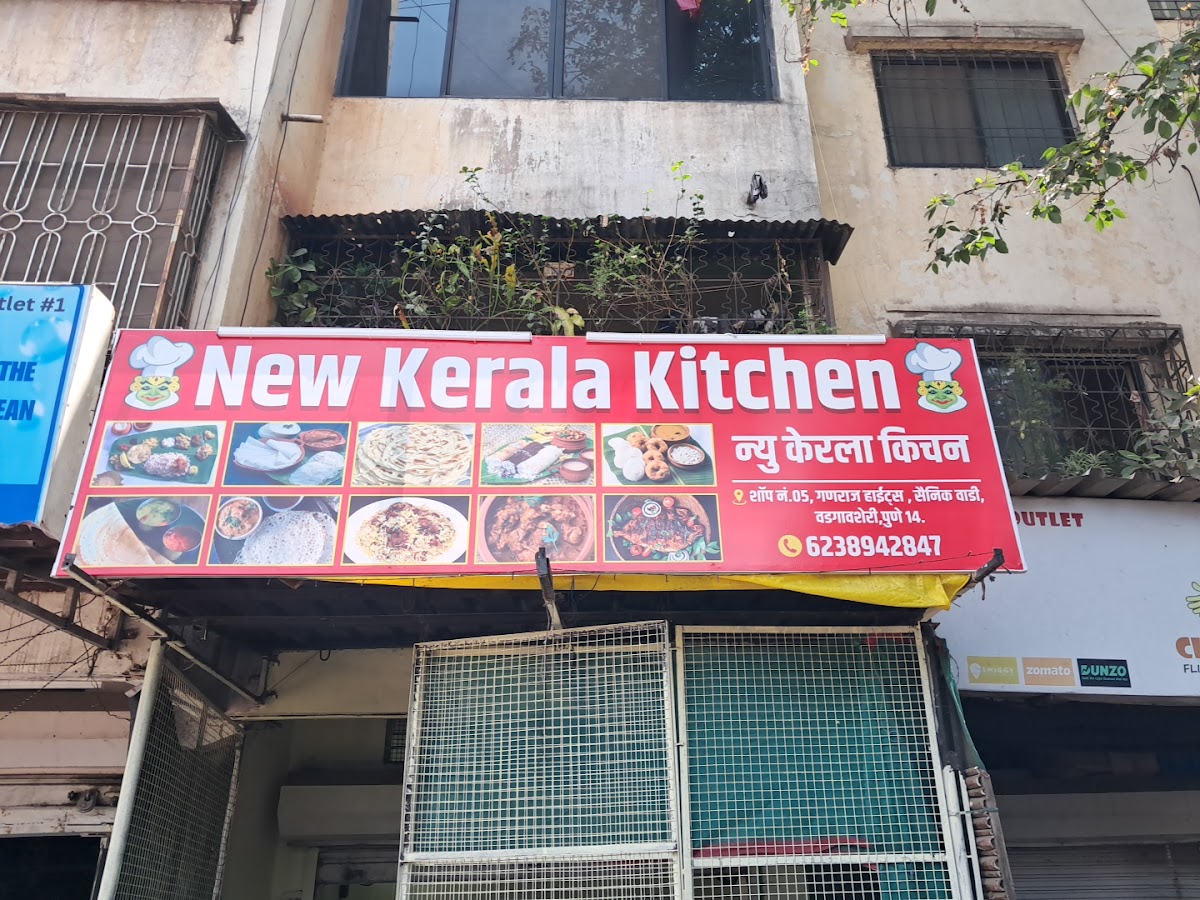 tlet #1
THE
EAN
New Kerala Kitchen
न्यु केरला किचन
शॉप नं.05, गणराज हाईट्स , सैनिक वाडी,
वडगावशेरी,पुणे 14.
6238942847
OUTLET
SWIGGY
zomato
DUNZO